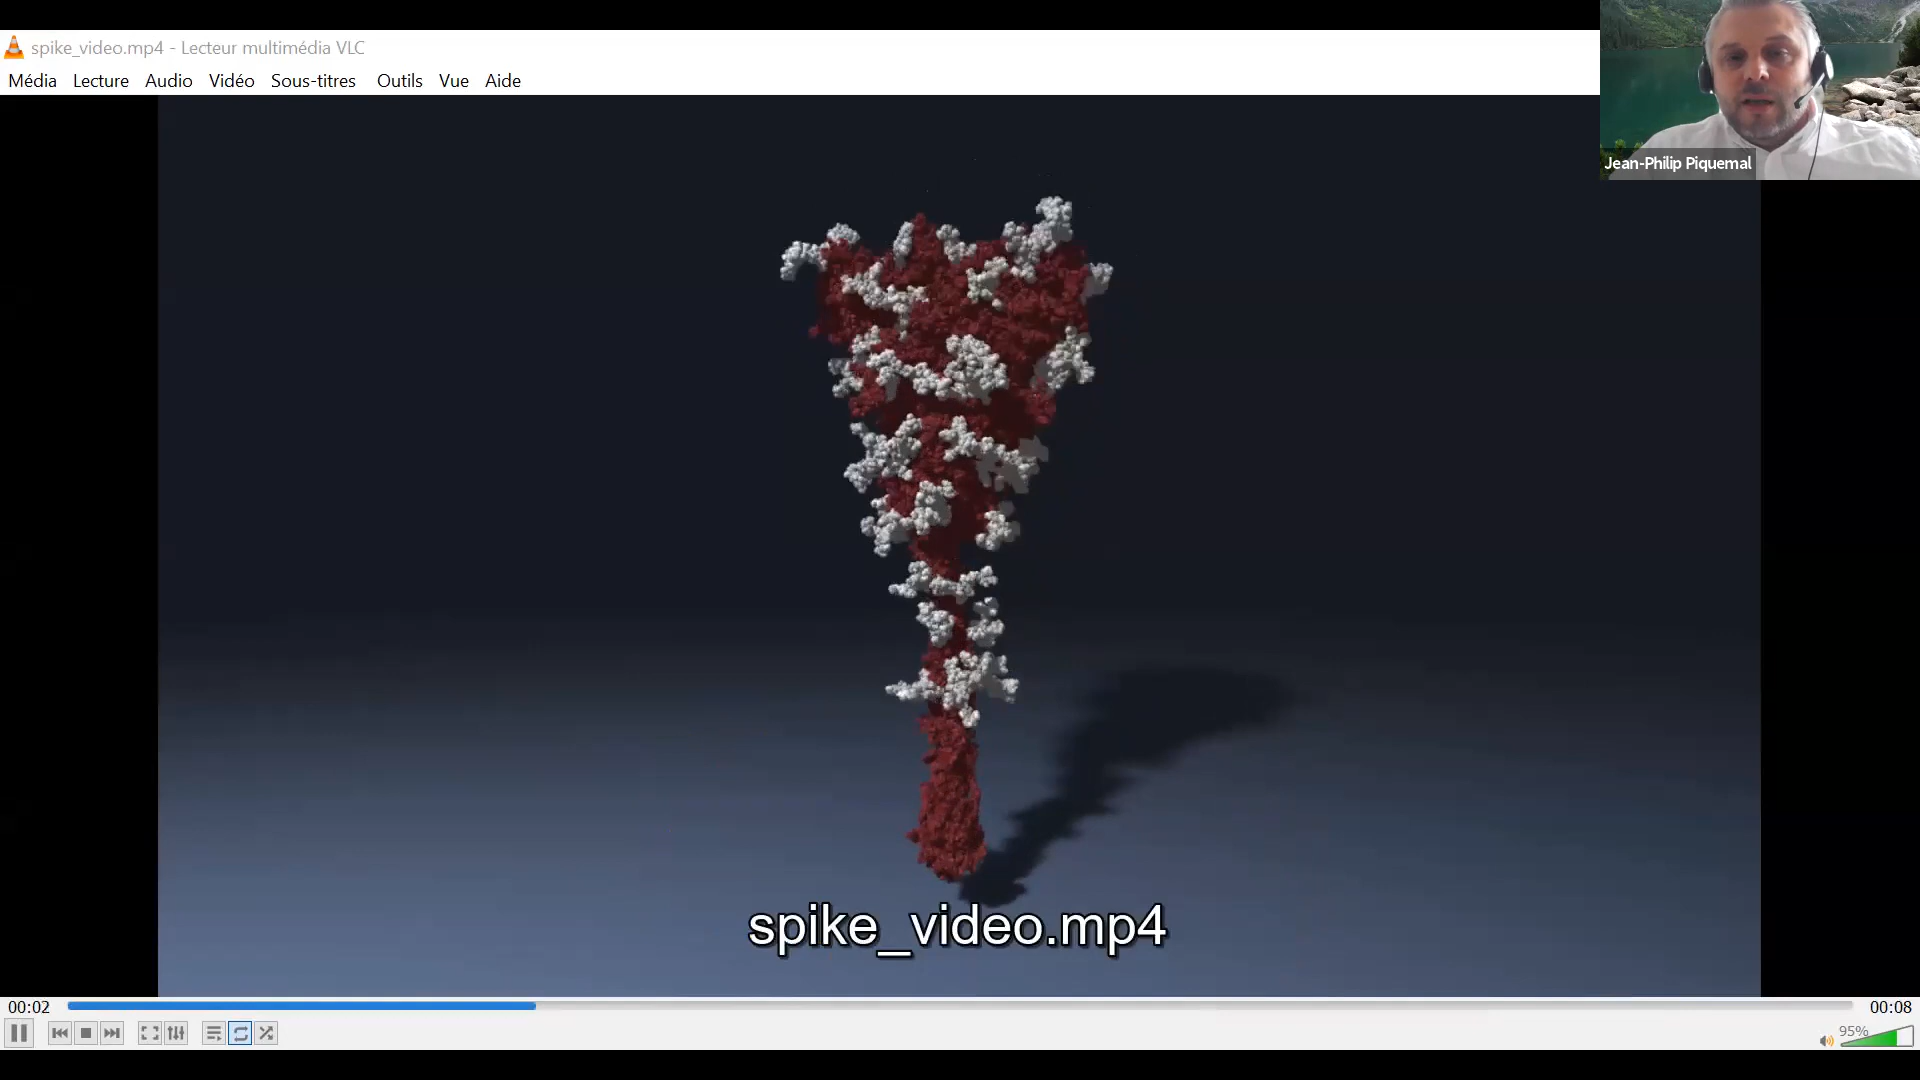 spike_video.mp4 - Lecteur multimédia VLC
Média Lecture Audio Vidéo Sous-titres Outils Vue Aide
Jean-Philip Piquemal
spike_video.mp4
00:02
00:08
95%